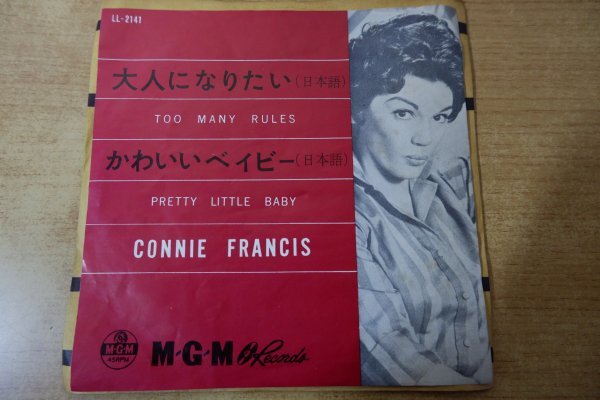 LL-2141
大人になりたい(日本語)
TOO MANY RULES
かわいいベイビー(日本語)
PRETTY LITTLE BABY
CONNIE FRANCIS
M-G-M
45RPM
M-G-M Records